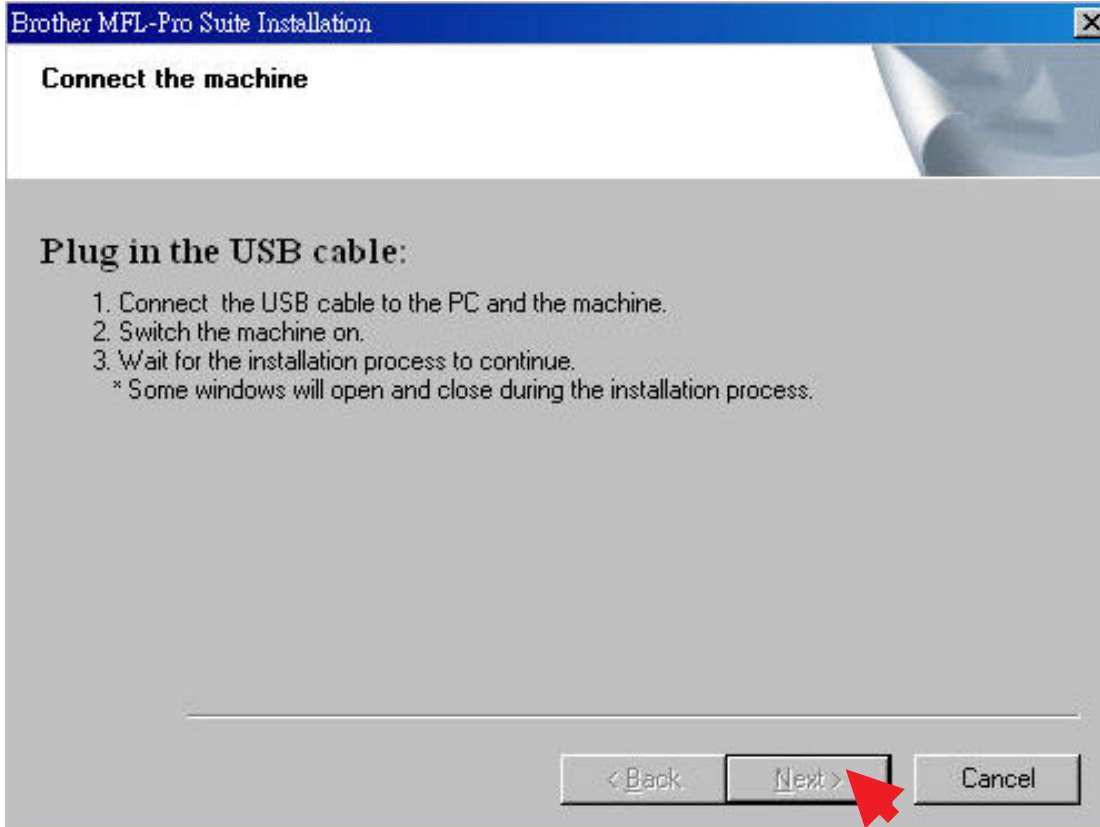 Brother MFL-Pro Suite Installation
Connect the machine
Plug in the USB cable:
1. Connect the USB cable to the PC and the machine.
2. Switch the machine on.
3. Wait for the installation process to continue.
* Some windows will open and close during the installation process.
< Back Next > Cancel